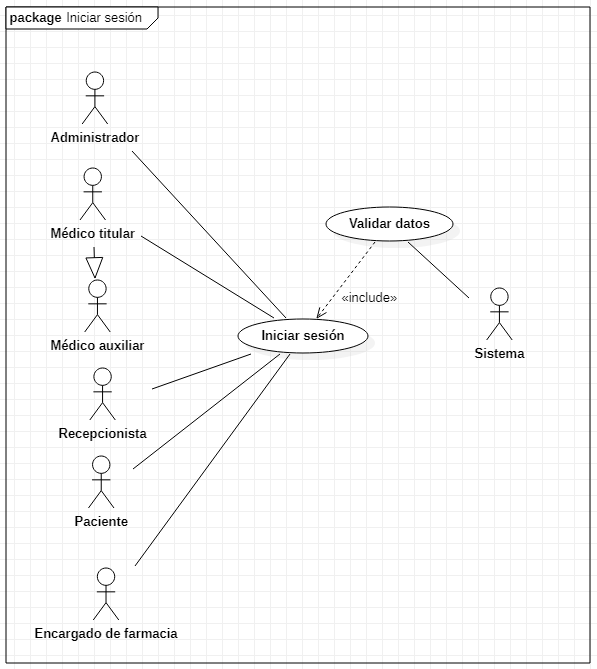 package Iniciar sesión
Administrador
Médico titular
Validar datos
«include»
Iniciar sesión
Médico auxiliar
Sistema
Recepcionista
Paciente
Encargado de farmacia